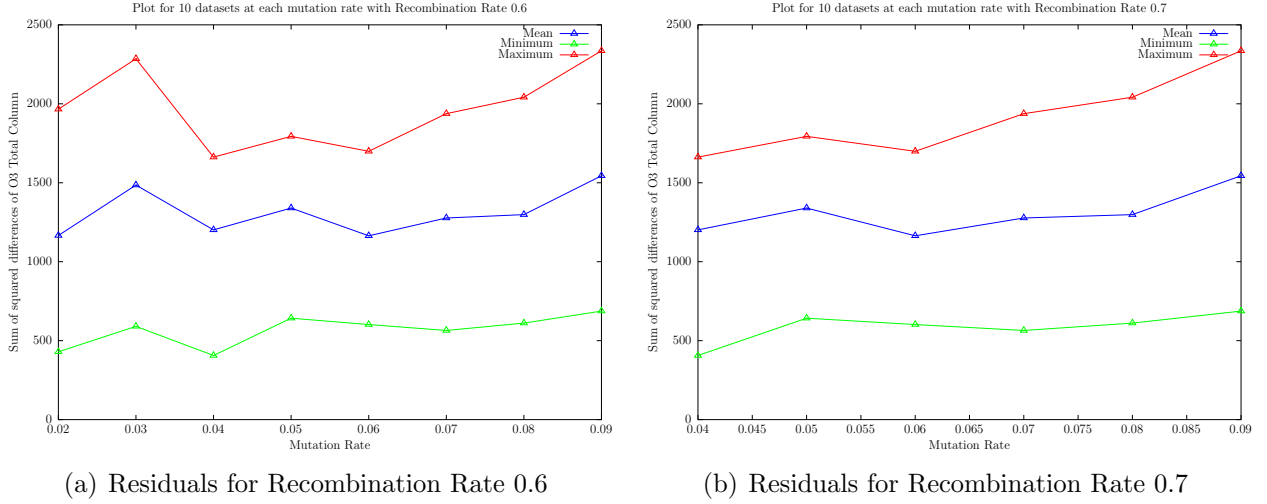 Plot for 10 datasets at each mutation rate with Recombination Rate 0.6
2500
2000
1500
1000
500
0
Sum of squared differences of O3 Total Column
Mean
Minimum
Maximum
0.02 0.03 0.04 0.05 0.06 0.07 0.08 0.09
Mutation Rate
(a) Residuals for Recombination Rate 0.6
Plot for 10 datasets at each mutation rate with Recombination Rate 0.7
2500
2000
1500
1000
500
0
Sum of squared differences of O3 Total Column
Mean
Minimum
Maximum
0.04 0.045 0.05 0.055 0.06 0.065 0.07 0.075 0.08 0.085 0.09
Mutation Rate
(b) Residuals for Recombination Rate 0.7